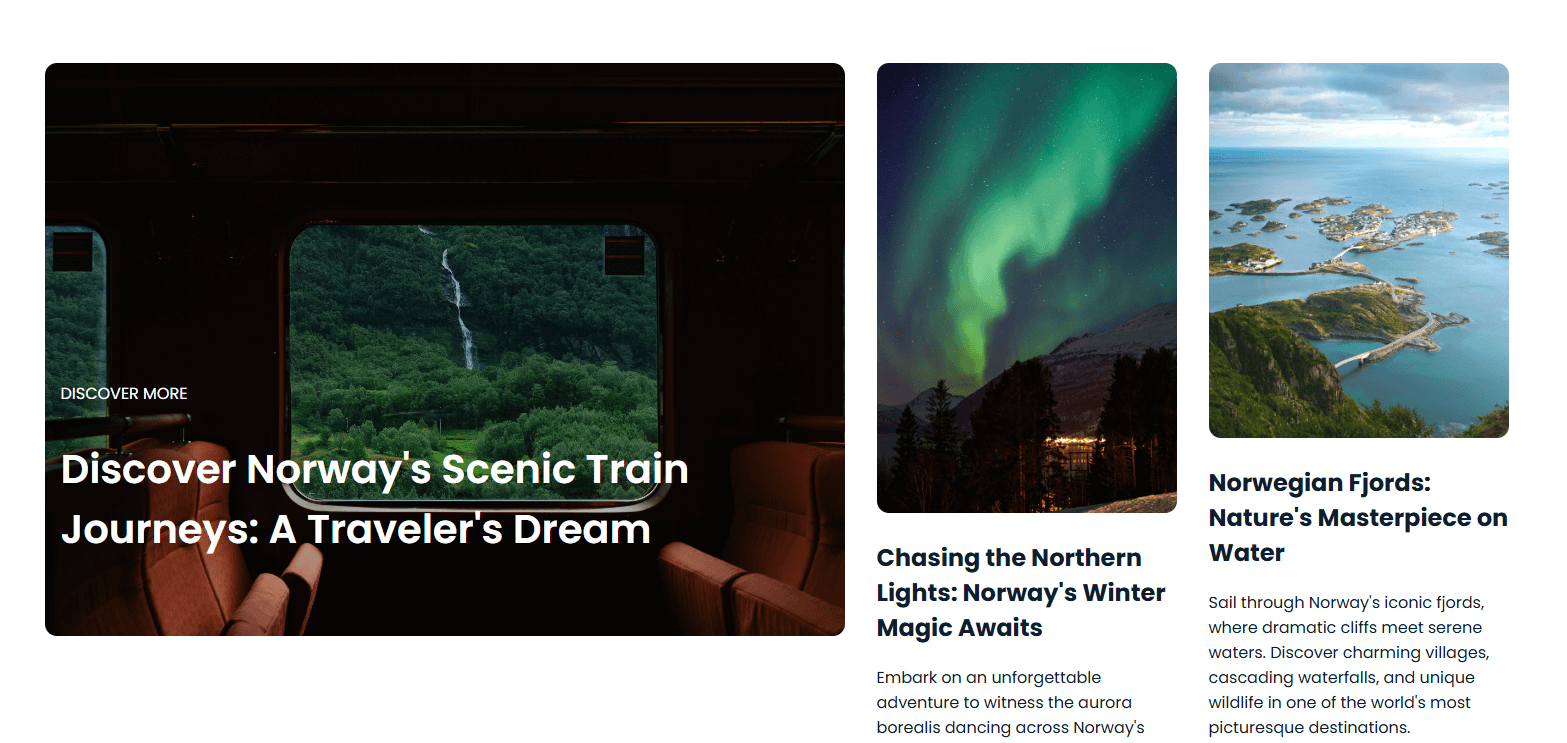 DISCOVER MORE
Discover Norway's Scenic Train
Journeys: A Traveler's Dream
Chasing the Northern
Lights: Norway's Winter
Magic Awaits
Embark on an unforgettable
adventure to witness the aurora
borealis dancing across Norway's
Norwegian Fjords:
Nature's Masterpiece on
Water
Sail through Norway's iconic fjords,
where dramatic cliffs meet serene
waters. Discover charming villages,
cascading waterfalls, and unique
wildlife in one of the world's most
picturesque destinations.